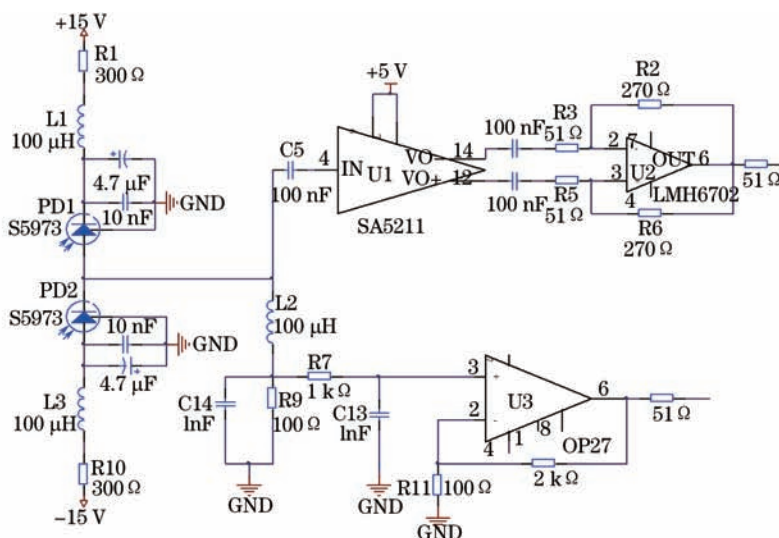 +15 V
R1
300 Ω
L1
100 μH
4.7 μF
10 nF
GND
PD1
S5973
PD2
S5973
10 nF
GND
4.7 μF
L3
100 μH
R10
300 Ω
-15 V
C5
100 nF
+5 V
4
IN
U1
VO-
VO+
14
12
SA5211
100 nF
R3
51 Ω
100 nF
R5
51 Ω
R2
270 Ω
2
7
3
4
OUT
6
U2
LMH6702
R6
270 Ω
51 Ω
L2
100 μH
R7
1 kΩ
C14
lnF
R9
100 Ω
C13
lnF
GND
GND
3
2
+
-
U3
6
4
1
8
OP27
51 Ω
2 kΩ
R11
100 Ω
GND